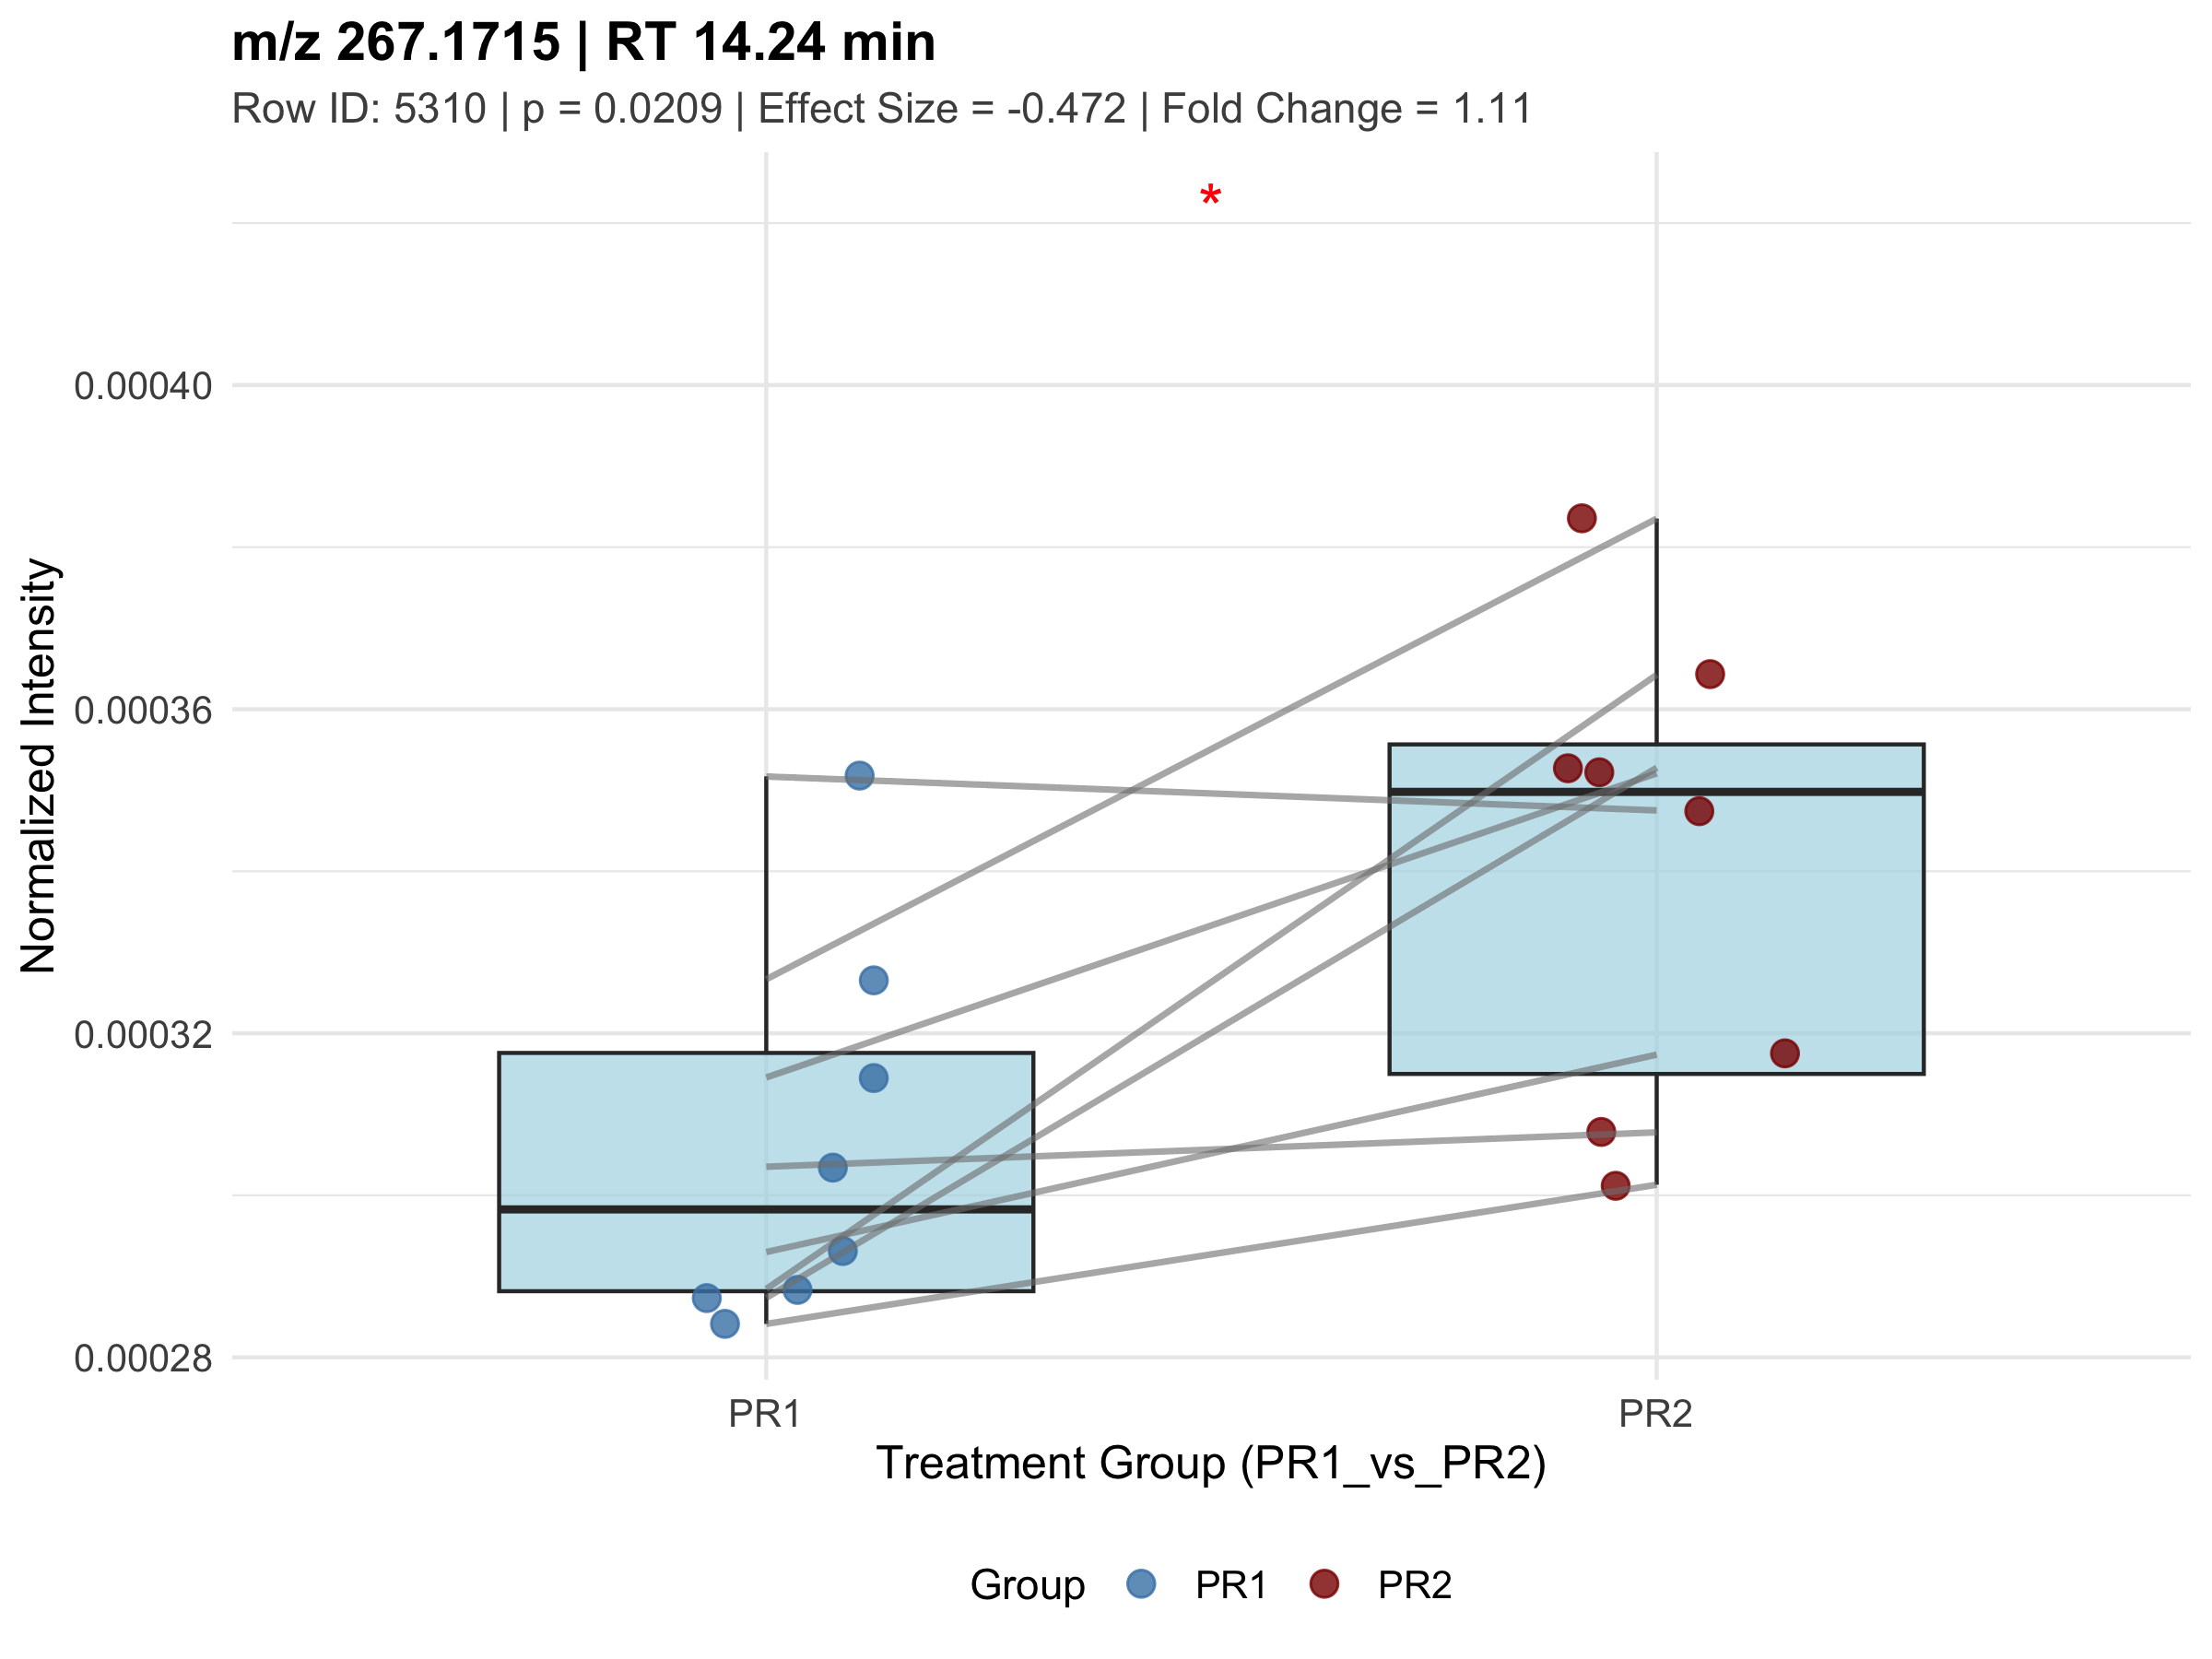 m/z 267.1715 | RT 14.24 min
Row ID: 5310 | p = 0.0209 | Effect Size = -0.472 | Fold Change = 1.11
*
0.00040
0.00036
0.00032
0.00028
Normalized Intensity
PR1 PR2
Treatment Group (PR1_vs_PR2)
Group PR1 PR2